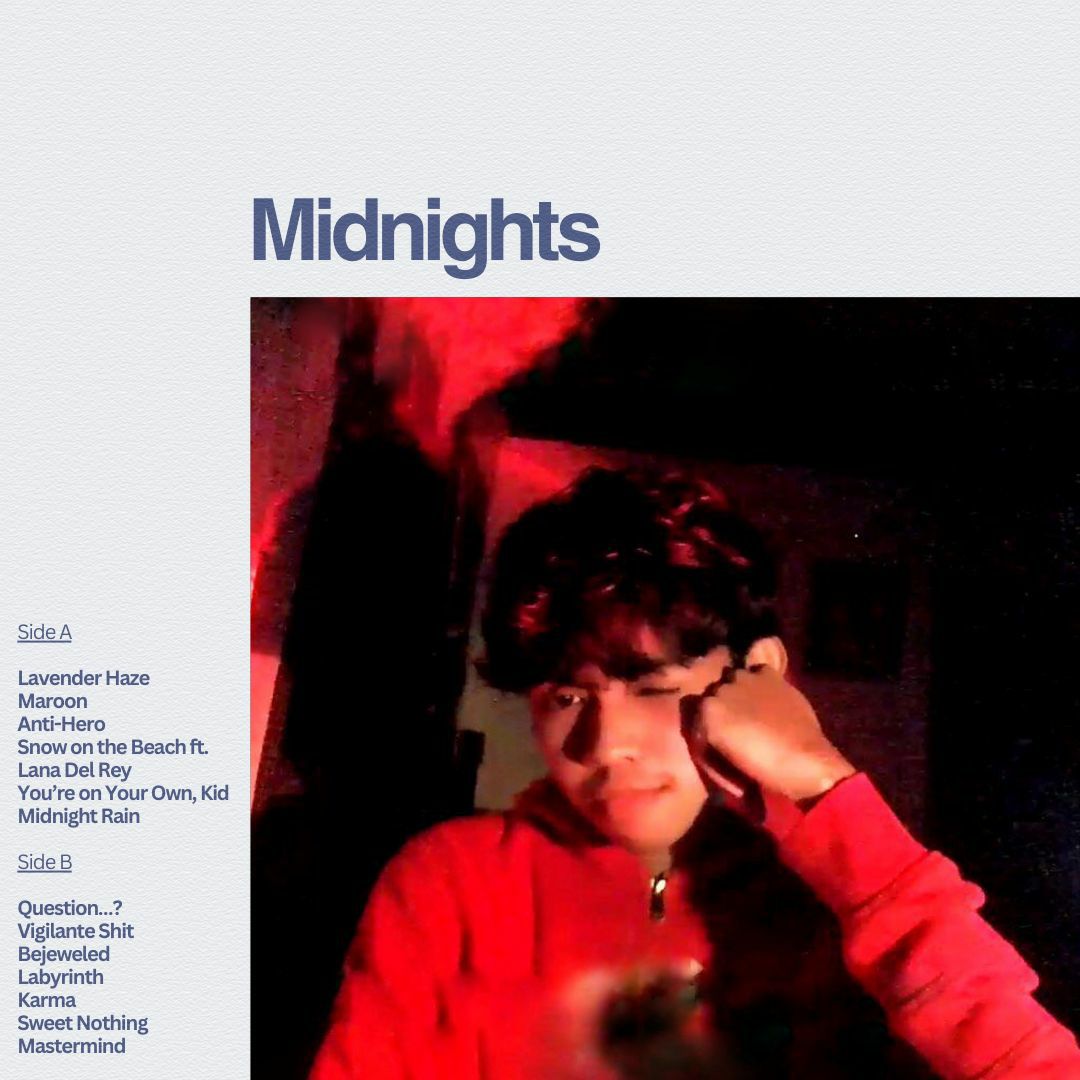 Midnights
Side A
Lavender Haze
Maroon
Anti-Hero
Snow on the Beach ft.
Lana Del Rey
You’re on Your Own, Kid
Midnight Rain
Side B
Question...?
Vigilante Shit
Bejeweled
Labyrinth
Karma
Sweet Nothing
Mastermind